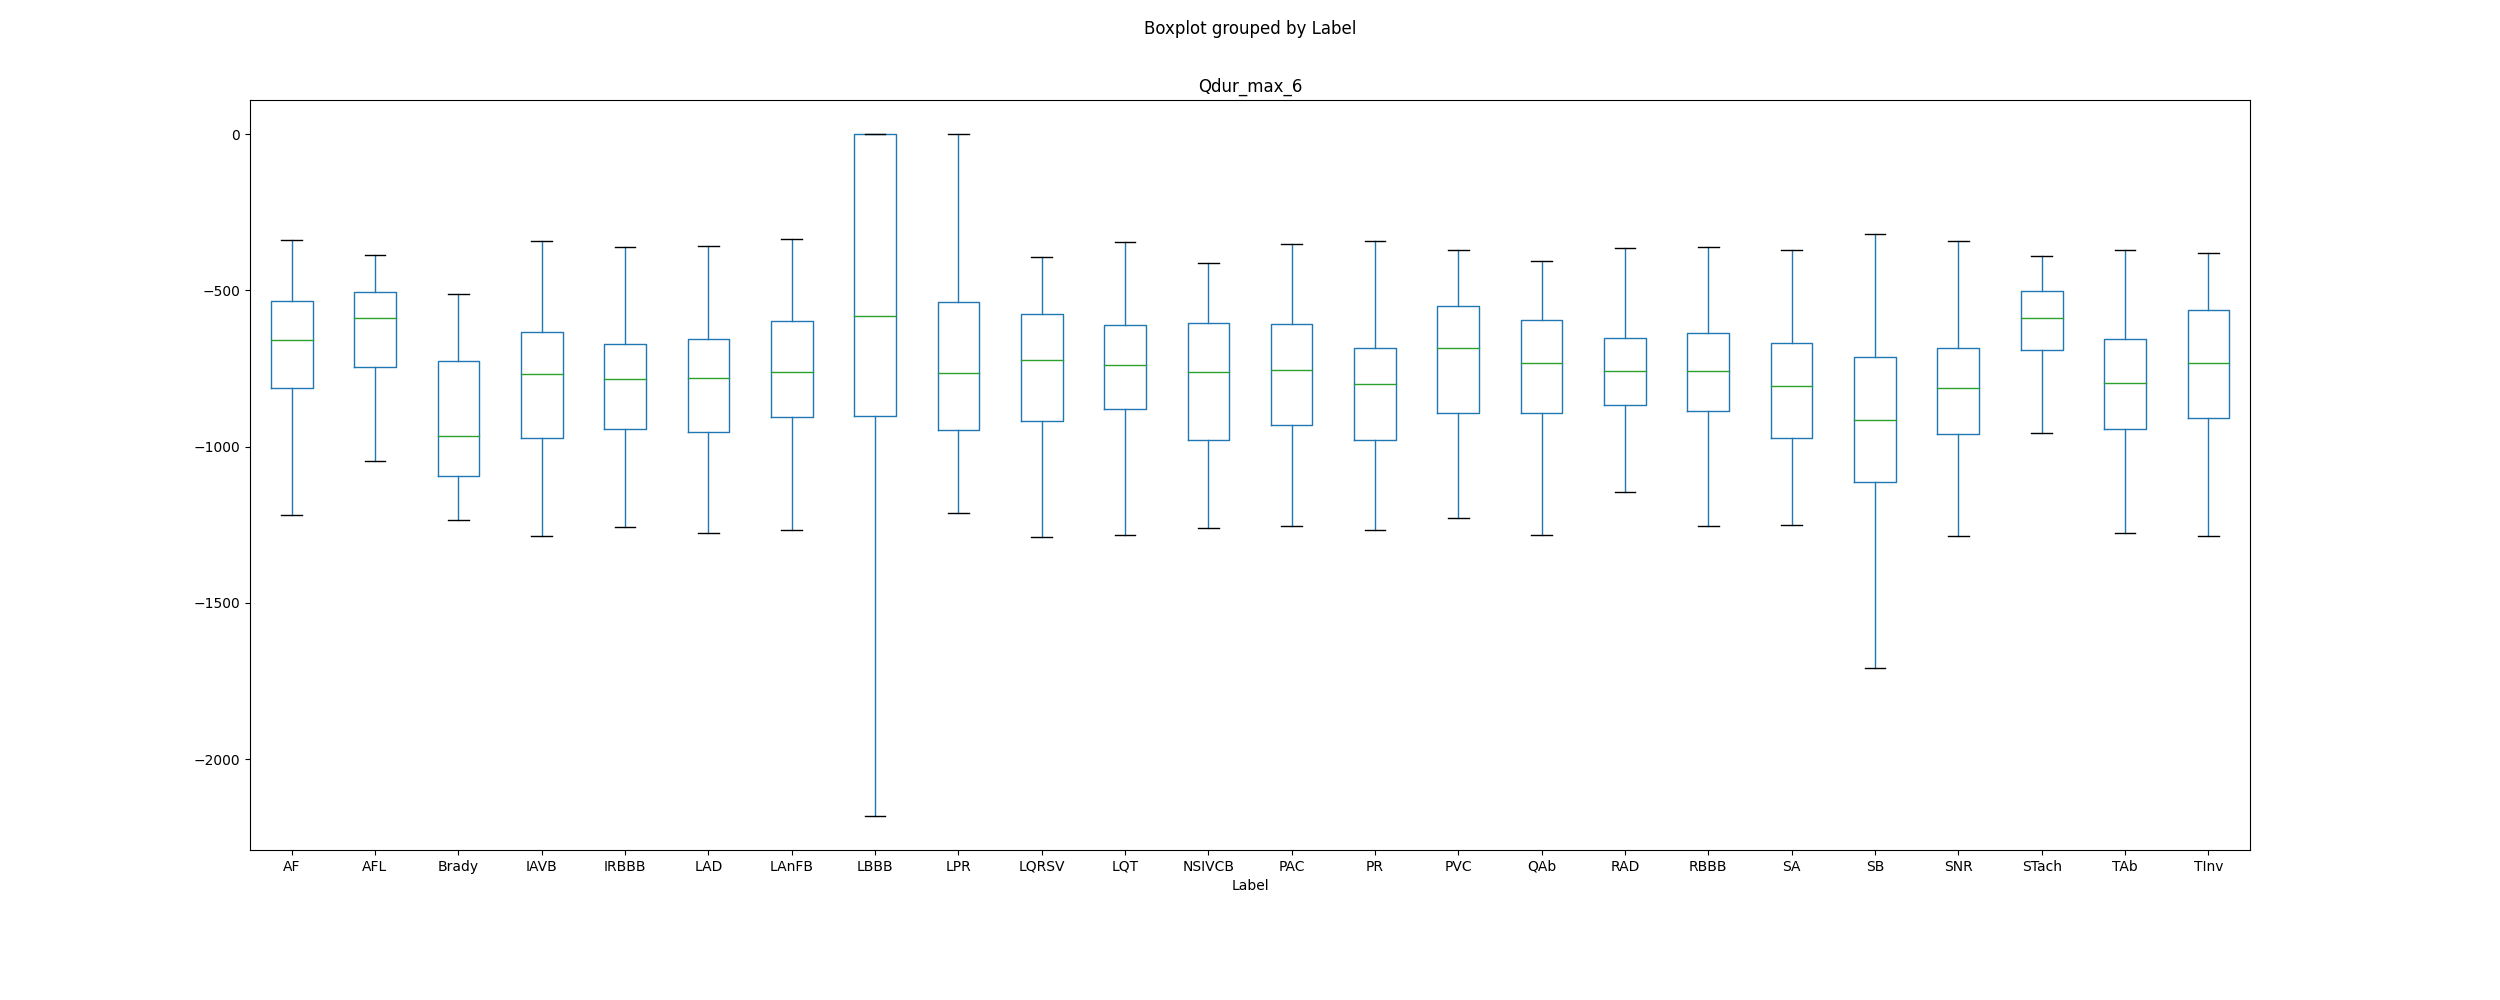 Boxplot grouped by Label
Qdur_max_6
0
−500
−1000
−1500
−2000
AF AFL Brady IAVB IRBBB LAD LAnFB LBBB LPR LQRSV LQT NSIVCB PAC PR PVC QAb RAD RBBB SA SB SNR STach TAb TInv
Label